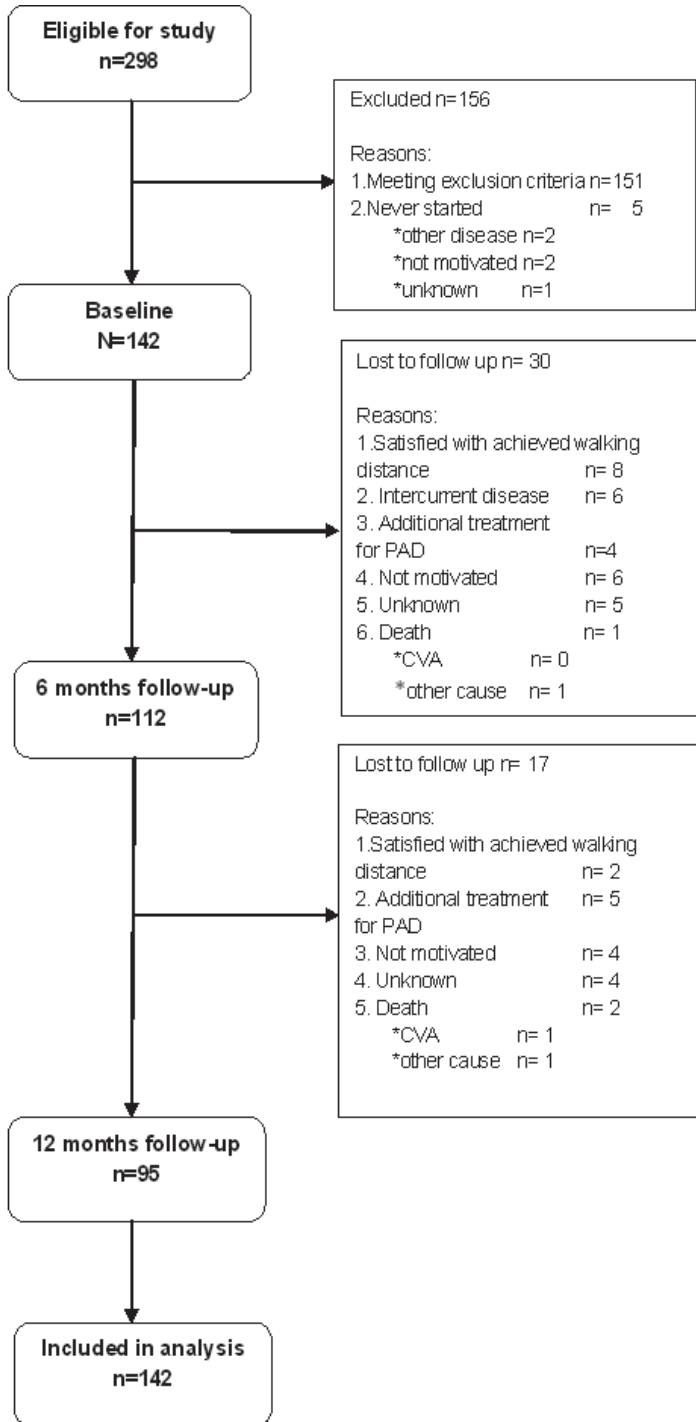 Eligible for study
n=298
Excluded n=156
Reasons:
1.Meeting exclusion criteria n=151
2.Never started n= 5
*other disease n=2
*not motivated n=2
*unknown n=1
Baseline
N=142
Lost to follow up n= 30
Reasons:
1.Satisfied with achieved walking
distance n= 8
2. Intercurrent disease n= 6
3. Additional treatment
for PAD n=4
4. Not motivated n= 6
5. Unknown n= 5
6. Death n= 1
*CVA n= 0
*other cause n= 1
6 months follow-up
n=112
Lost to follow up n= 17
Reasons:
1.Satisfied with achieved walking
distance n= 2
2. Additional treatment n= 5
for PAD
3. Not motivated n= 4
4. Unknown n= 4
5. Death n= 2
*CVA n= 1
*other cause n= 1
12 months follow-up
n=95
Included in analysis
n=142